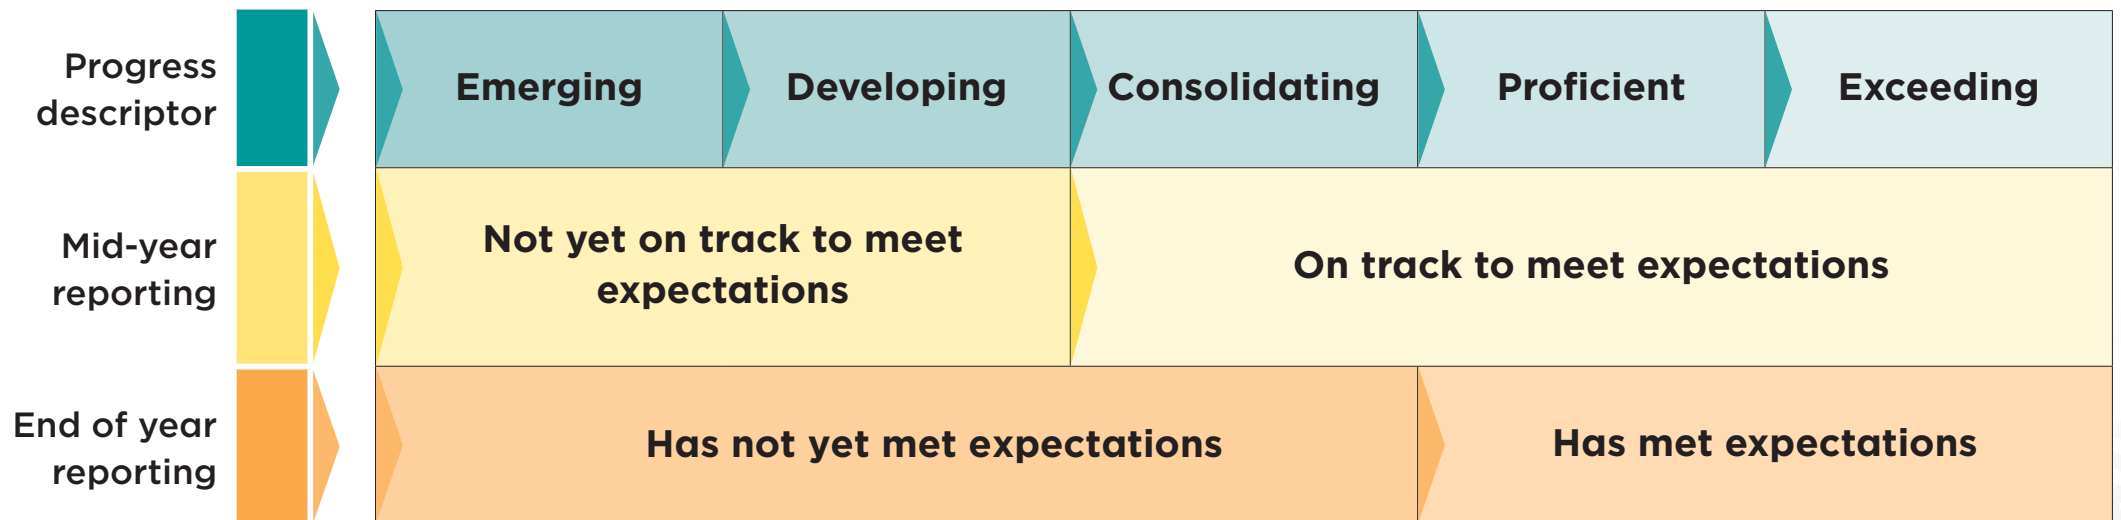 Progress
descriptor
Emerging
Developing
Consolidating
Proficient
Exceeding
Mid-year
reporting
Not yet on track to meet
expectations
On track to meet expectations
End of year
reporting
Has not yet met expectations
Has met expectations